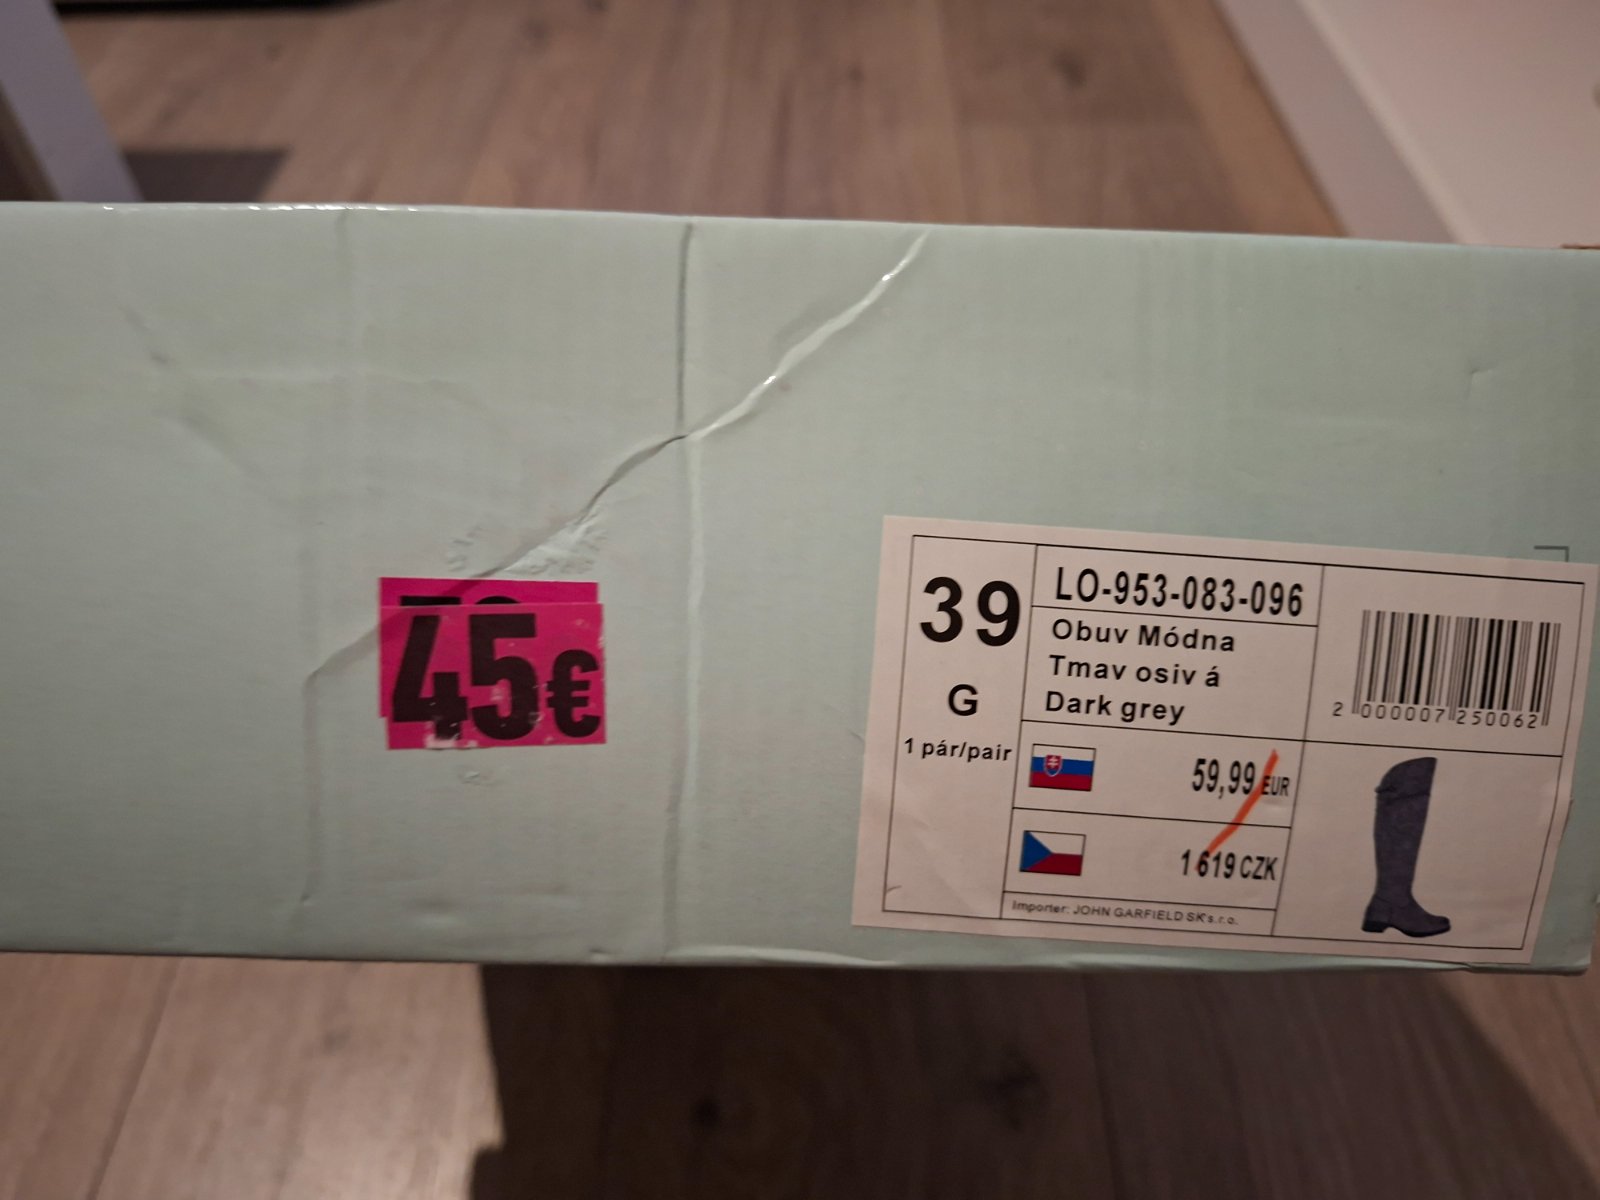 45€
39
G
1 pár/pair
LO-953-083-096
Obuv Módna
Tmav osiv á
Dark grey
59,99 EUR
1 619 CZK
Importer: JOHN GARFIELD SK s.r.o.
2 000007 250062